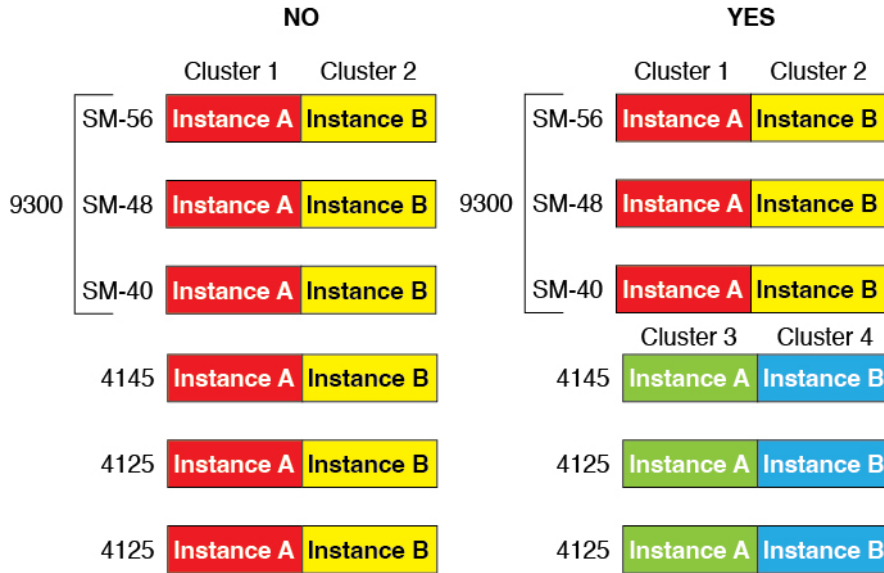 NO YES
Cluster 1 Cluster 2 Cluster 1 Cluster 2
SM-56 Instance A Instance B SM-56 Instance A Instance B
9300 SM-48 Instance A Instance B 9300 SM-48 Instance A Instance B
SM-40 Instance A Instance B SM-40 Instance A Instance B
Cluster 3 Cluster 4
4145 Instance A Instance B 4145 Instance A Instance B
4125 Instance A Instance B 4125 Instance A Instance B
4125 Instance A Instance B 4125 Instance A Instance B